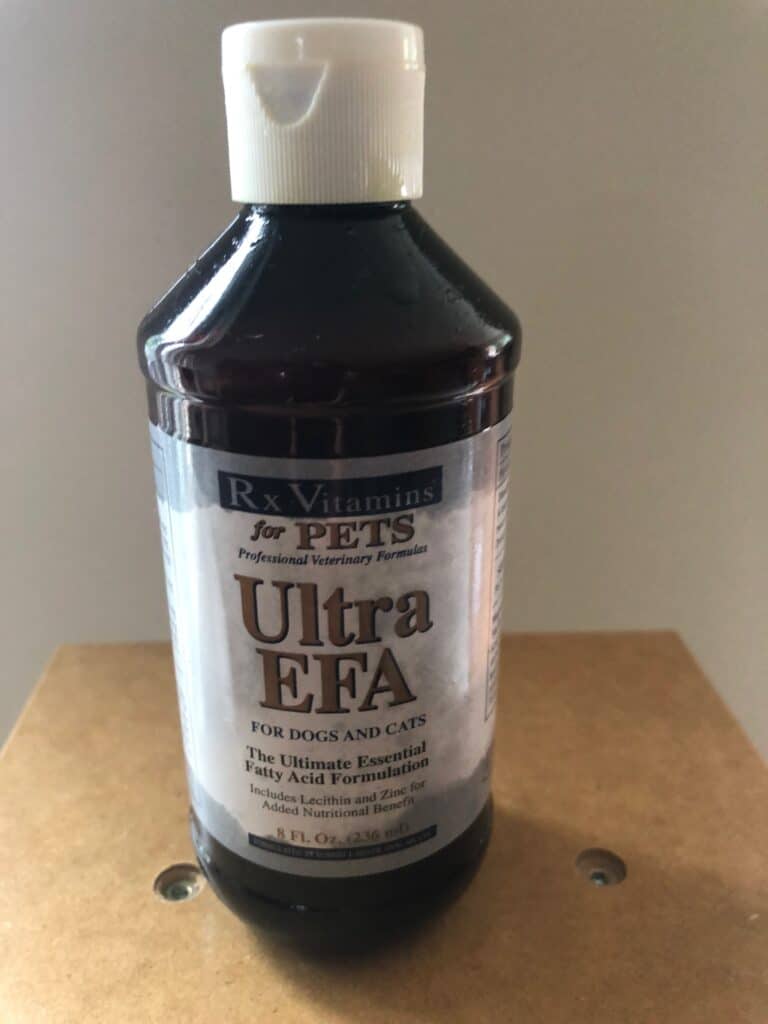 Rx Vitamins
for PETS
Professional Veterinary Formulas
Ultra
EFA
FOR DOGS AND CATS
The Ultimate Essential
Fatty Acid Formulation
Includes Lecithin and Zinc for
Added Nutritional Benefit
8 Fl. Oz. (236 ml)